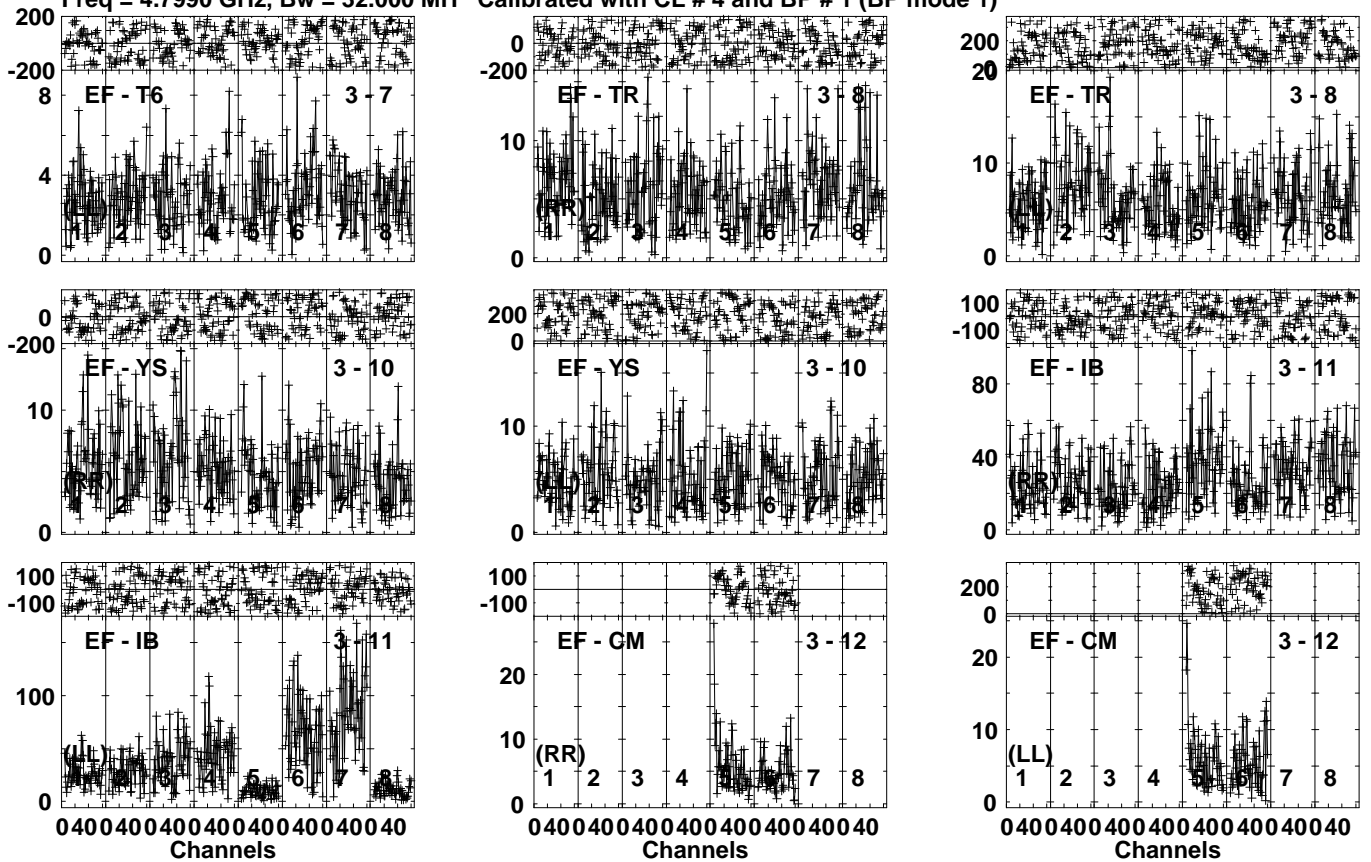 Freq = 4.7990 GHz, Bw = 32.000 MH Calibrated with CL # 4 and BP # 1 (BP mode 1)
200 0 200
0 0 200
-200 -200 0
EF - T6 3 - 7 EF - TR 3 - 8 EF - TR 3 - 8
8 20
10 10
4
(LL) (RR) (LL)
1 2 3 4 5 6 7 8 1 2 3 4 5 6 7 8 1 2 3 4 5 6 7 8
0 0 0
0 200 100
-200 0 -100
EF - YS 3 - 10 EF - YS 3 - 10 EF - IB 3 - 11
80
10 10 40
(RR) (LL) (RR)
1 2 3 4 5 6 7 8 1 2 3 4 5 6 7 8 1 2 3 4 5 6 7 8
0 0 0
100 100 200
-100 -100 0
EF - IB 3 - 11 EF - CM 3 - 12 EF - CM 3 - 12
20 20
100
10 10
(LL) (RR) (LL)
1 2 3 4 5 6 7 8 1 2 3 4 5 6 7 8 1 2 3 4 5 6 7 8
0 0 0
0 40 0 40 0 40 0 40 0 40 0 40 0 40 0 40 0 40 0 40 0 40 0 40 0 40 0 40 0 40 0 40 0 40 0 40 0 40 0 40 0 40 0 40 0 40 0 40
Channels Channels Channels